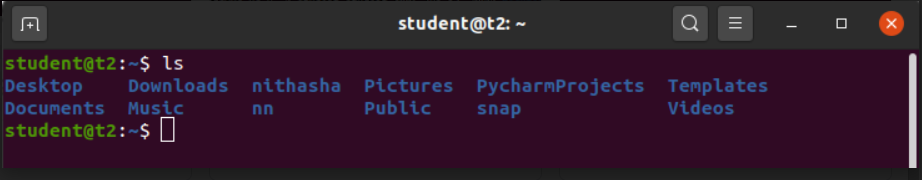 student@t2: ~
student@t2:~$ ls
Desktop Downloads nithasha Pictures PycharmProjects Templates
Documents Music nn Public snap Videos
student@t2:~$